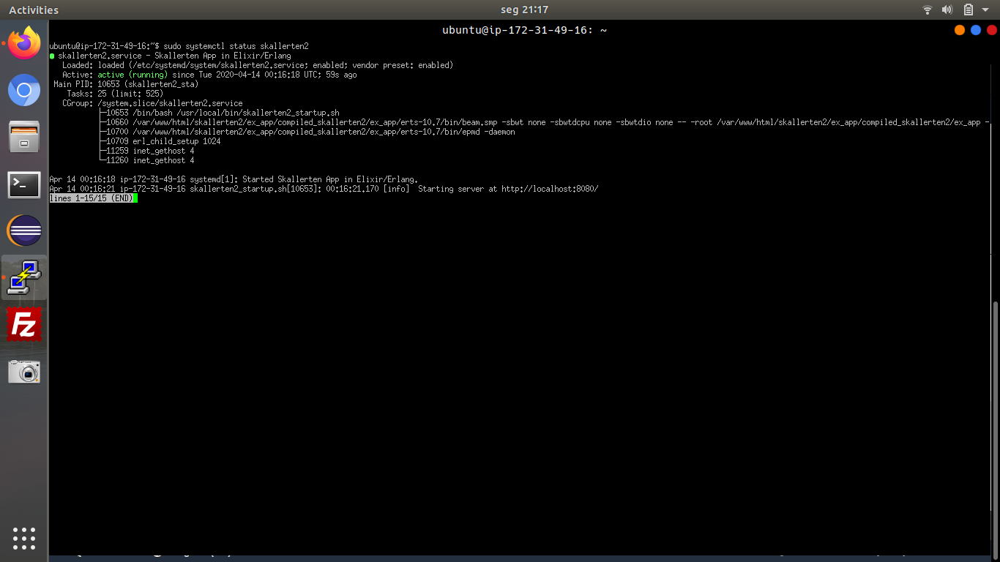 Activities
seg 21:17
ubuntu@ip-172-31-49-16: ~
ubuntu@ip-172-31-49-16:~$ sudo systemctl status skallerten2
● skallerten2.service - Skallerten App in Elixir/Erlang
Loaded: loaded (/etc/systemd/system/skallerten2.service; enabled; vendor preset: enabled)
Active: active (running) since Tue 2020-04-14 00:16:18 UTC; 59s ago
Main PID: 10653 (skallerten2_sta)
Tasks: 25 (limit: 525)
CGroup: /system.slice/skallerten2.service
├─10653 /bin/bash /usr/local/bin/skallerten2_startup.sh
├─10660 /var/www/html/skallerten2/ex_app/compiled_skallerten2/ex_app/erts-10.7/bin/beam.smp -sbwt none -sbwtdcpu none -sbwtdio none -- -root /var/www/html/skallerten2/ex_app/compiled_skallerten2/ex_app -
├─10700 /var/www/html/skallerten2/ex_app/compiled_skallerten2/ex_app/erts-10.7/bin/epmd -daemon
├─10709 erl_child_setup 1024
├─11259 inet_gethost 4
└─11260 inet_gethost 4
Apr 14 00:16:18 ip-172-31-49-16 systemd[1]: Started Skallerten App in Elixir/Erlang.
Apr 14 00:16:21 ip-172-31-49-16 skallerten2_startup.sh[10653]: 00:16:21.170 [info]  Starting server at http://localhost:8080/
lines 1-15/15 (END)
Fz